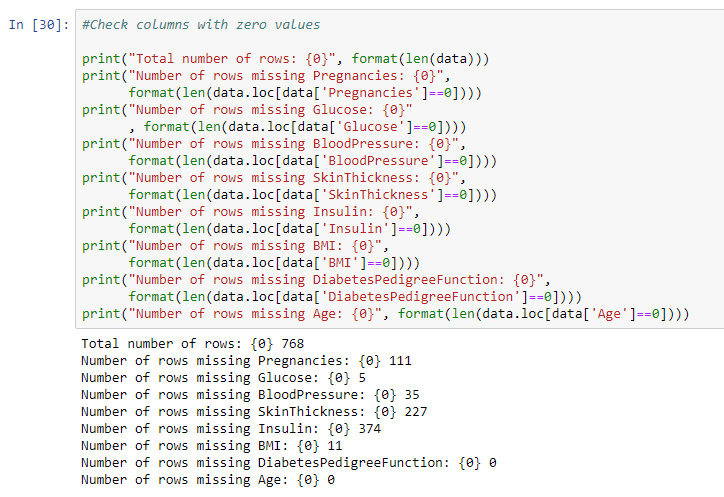 In [30]: #Check columns with zero values
print("Total number of rows: {0}", format(len(data)))
print("Number of rows missing Pregnancies: {0}",
format(len(data.loc[data['Pregnancies']==0])))
print("Number of rows missing Glucose: {0}"
, format(len(data.loc[data['Glucose']==0])))
print("Number of rows missing BloodPressure: {0}",
format(len(data.loc[data['BloodPressure']==0])))
print("Number of rows missing SkinThickness: {0}",
format(len(data.loc[data['SkinThickness']==0])))
print("Number of rows missing Insulin: {0}",
format(len(data.loc[data['Insulin']==0])))
print("Number of rows missing BMI: {0}",
format(len(data.loc[data['BMI']==0])))
print("Number of rows missing DiabetesPedigreeFunction: {0}",
format(len(data.loc[data['DiabetesPedigreeFunction']==0])))
print("Number of rows missing Age: {0}", format(len(data.loc[data['Age']==0])))
Total number of rows: {0} 768
Number of rows missing Pregnancies: {0} 111
Number of rows missing Glucose: {0} 5
Number of rows missing BloodPressure: {0} 35
Number of rows missing SkinThickness: {0} 227
Number of rows missing Insulin: {0} 374
Number of rows missing BMI: {0} 11
Number of rows missing DiabetesPedigreeFunction: {0} 0
Number of rows missing Age: {0} 0